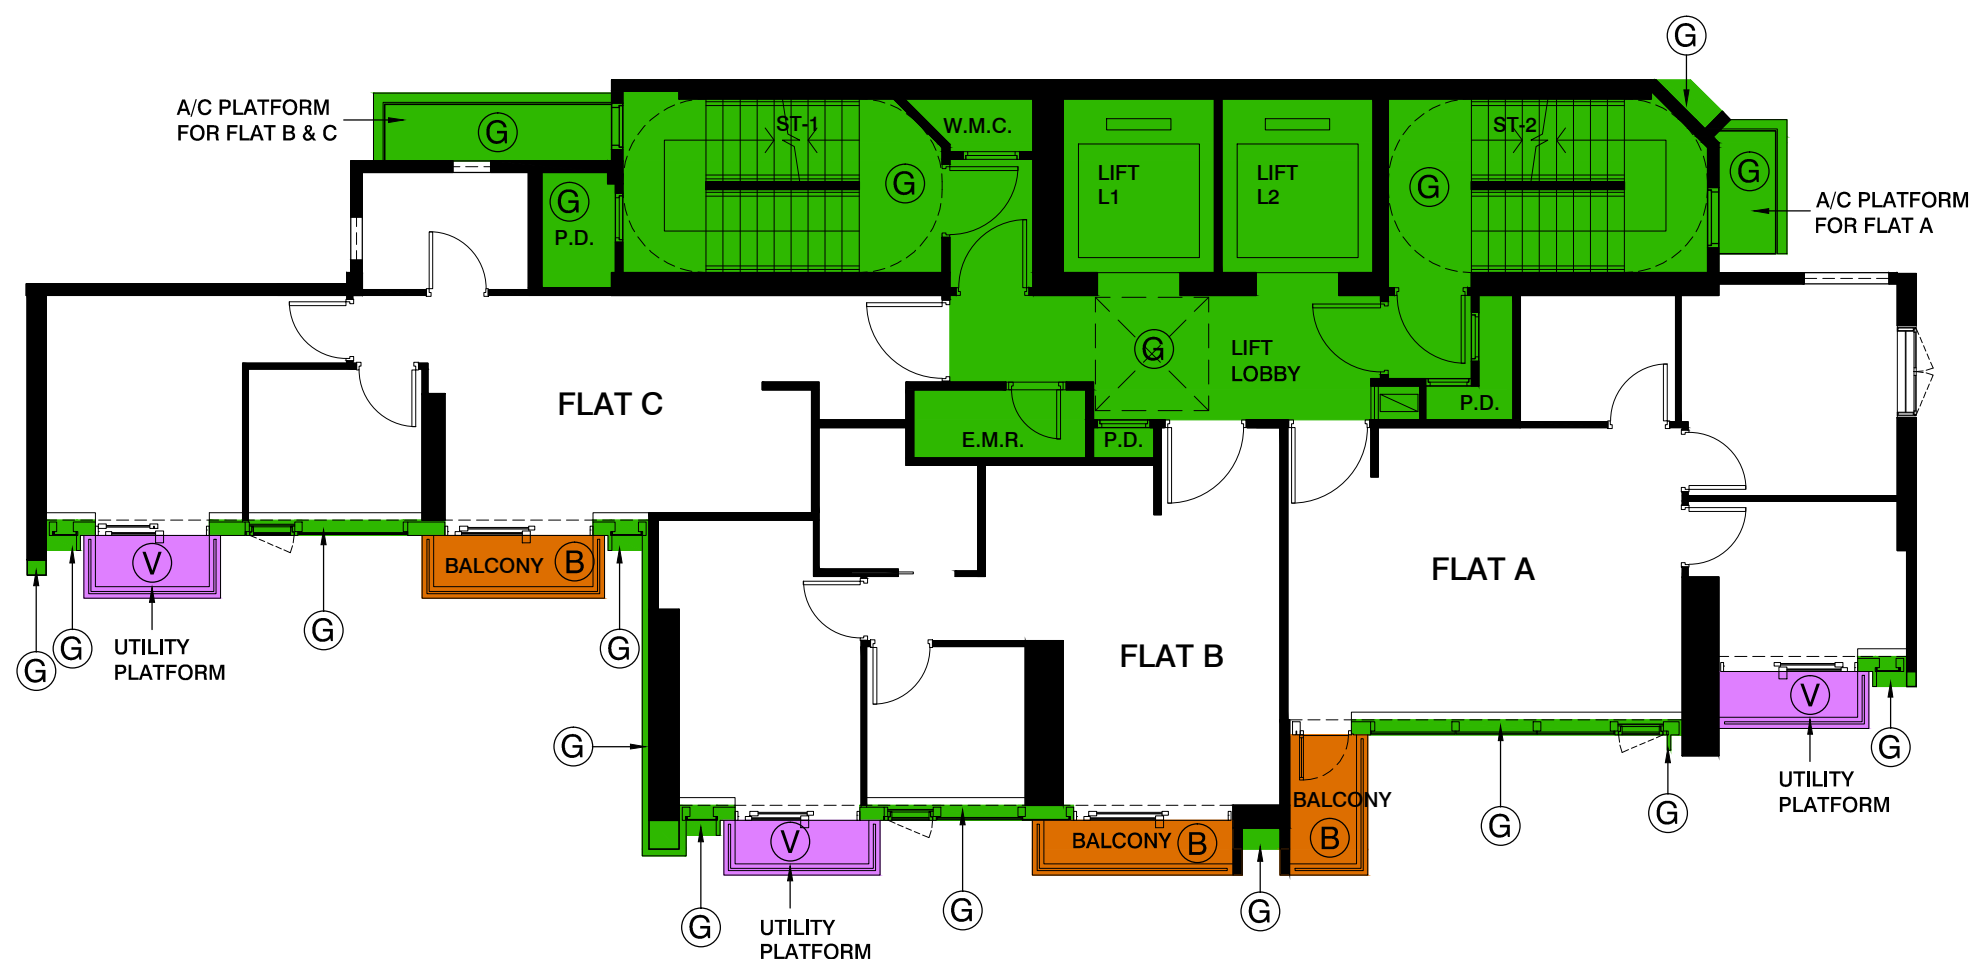 G
A/C PLATFORM
FOR FLAT B & C
G
ST-1
W.M.C.
ST-2
G
G
G
G
G
P.D.
LIFT
L1
LIFT
L2
A/C PLATFORM
FOR FLAT A
G
LIFT
LOBBY
FLAT C
E.M.R.
P.D.
P.D.
V
BALCONY
B
FLAT A
G
G
G
G
UTILITY
PLATFORM
FLAT B
V
G
G
UTILITY
PLATFORM
BALCONY
B
G
G
V
BALCONY
B
G
G
G
G
UTILITY
PLATFORM